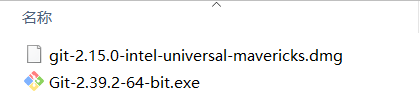 名称
git-2.15.0-intel-universal-mavericks.dmg
Git-2.39.2-64-bit.exe